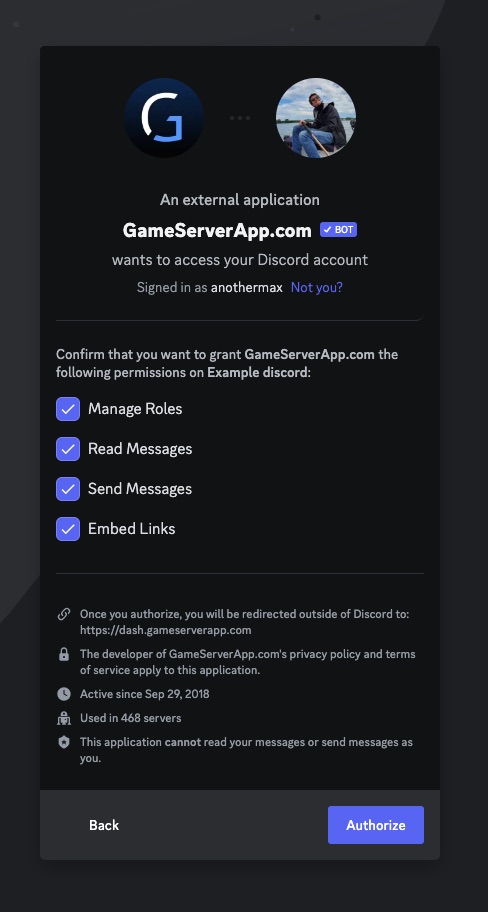 An external application
GameServerApp.com BOT
wants to access your Discord account
Signed in as anothermax Not you?
Confirm that you want to grant GameServerApp.com the
following permissions on Example discord:
Manage Roles
Read Messages
Send Messages
Embed Links
Once you authorize, you will be redirected outside of Discord to:
https://dash.gameserverapp.com
The developer of GameServerApp.com's privacy policy and terms
of service apply to this application.
Active since Sep 29, 2018
Used in 468 servers
This application cannot read your messages or send messages as
you.
Back Authorize